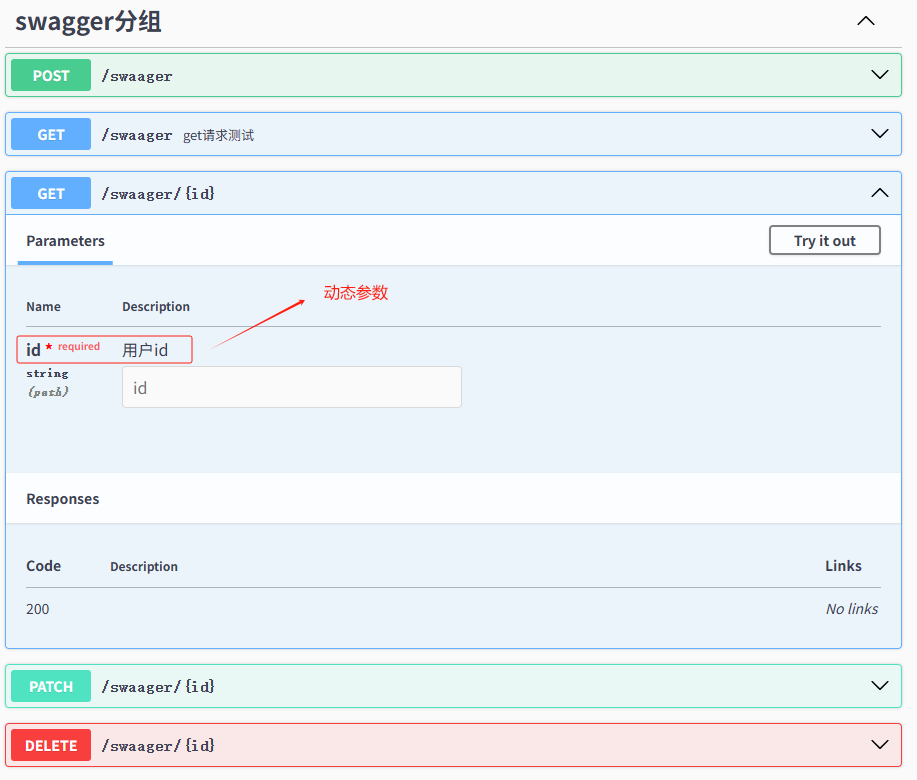 swagger分组
POST /swaager
GET /swaager get请求测试
GET /swaager/{id}
Parameters Try it out
动态参数
Name Description
id * required 用户id
string
(path)
id
Responses
Code Description Links
200 No links
PATCH /swaager/{id}
DELETE /swaager/{id}